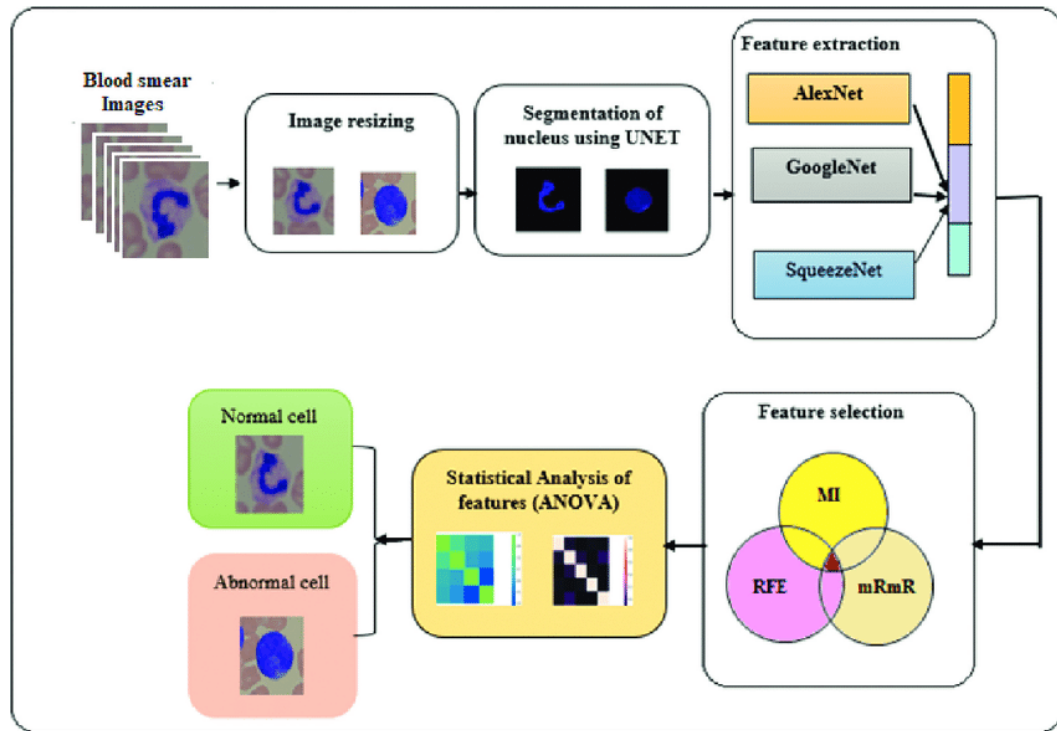 Blood smear
Images
Image resizing
Segmentation of
nucleus using UNET
Feature extraction
AlexNet
GoogleNet
SqueezeNet
Normal cell
Abnormal cell
Statistical Analysis of
features (ANOVA)
Feature selection
MI
RFE
mRmR